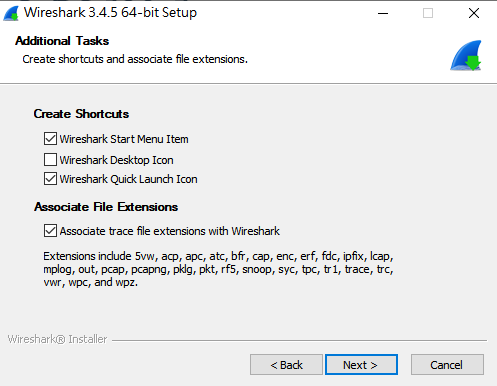 Wireshark 3.4.5 64-bit Setup
Additional Tasks
Create shortcuts and associate file extensions.
Create Shortcuts
Wireshark Start Menu Item
Wireshark Desktop Icon
Wireshark Quick Launch Icon
Associate File Extensions
Associate trace file extensions with Wireshark
Extensions include 5vw, acp, apc, atc, bfr, cap, enc, erf, fdc, ipfix, lcap,
mplog, out, pcap, pcapng, pklg, pkt, rf5, snoop, syc, tpc, tr1, trace, trc,
vwr, wpc, and wpz.
Wireshark® Installer
< Back Next > Cancel